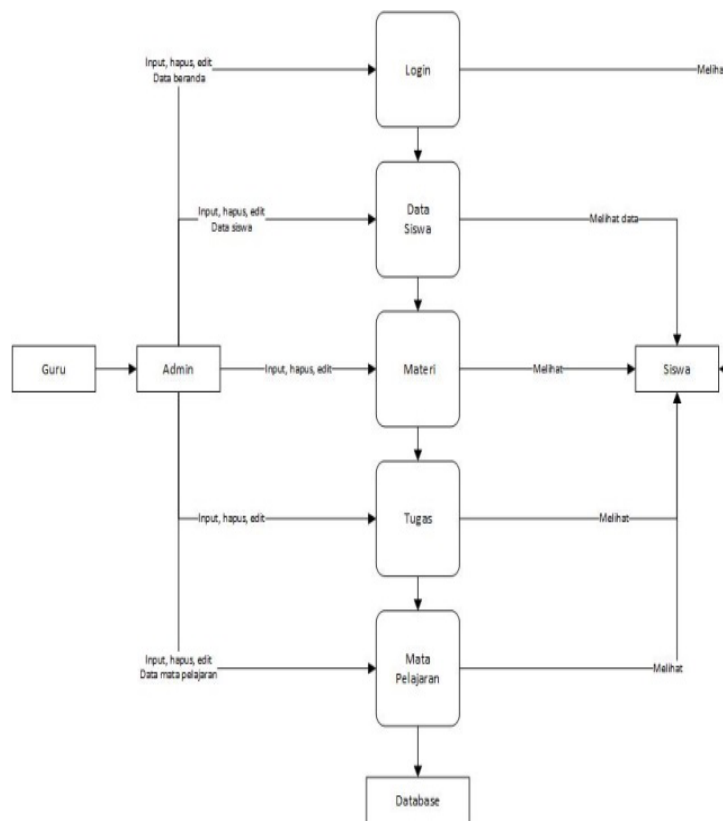 Input, hapus, edit
Data beranda
Login
Input, hapus, edit
Data siswa
Data
Siswa
Melihat data
Guru
Admin
Input, hapus, edit
Materi
Melihat
Siswa
Input, hapus, edit
Tugas
Melihat
Input, hapus, edit
Data mata pelajaran
Mata
Pelajaran
Melihat
Database